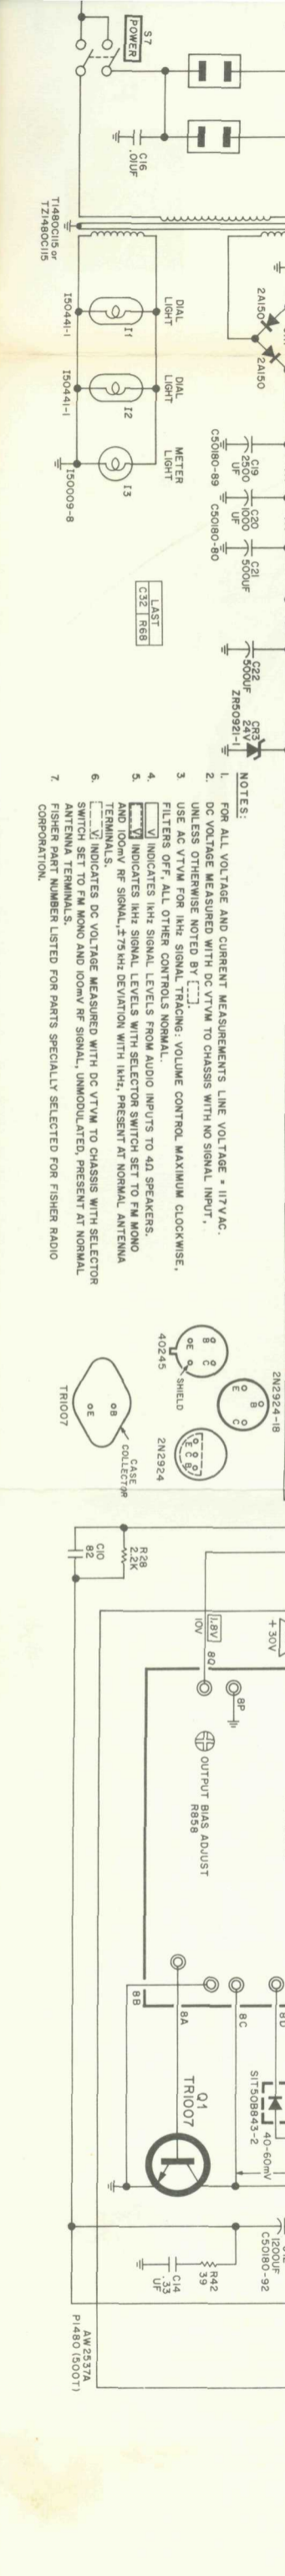 S7
POWER
C16
.01UF
T1480C115 or
TZ1480C115
DIAL
LIGHT
I1
I50441-1
DIAL
LIGHT
I2
I50441-1
METER
LIGHT
I3
I50009-8
2A150
2A150
C19
2500
UF
C50180-89
C20
1000
UF
C50180-80
C21
500UF
LAST
C32 R68
C22
500UF
CR3
24V
ZR50921-1
NOTES:
1. FOR ALL VOLTAGE AND CURRENT MEASUREMENTS LINE VOLTAGE = 117VAC.
2. DC VOLTAGE MEASURED WITH DC VTVM TO CHASSIS WITH NO SIGNAL INPUT,
UNLESS OTHERWISE NOTED BY [---].
3. USE AC VTVM FOR 1kHz SIGNAL TRACING: VOLUME CONTROL MAXIMUM CLOCKWISE,
FILTERS OFF, ALL OTHER CONTROLS NORMAL.
4. V INDICATES 1kHz SIGNAL LEVELS FROM AUDIO INPUTS TO 4Ω SPEAKERS.
5. V INDICATES 1kHz SIGNAL LEVELS WITH SELECTOR SWITCH SET TO FM MONO
AND 100mV RF SIGNAL, ±75 kHz DEVIATION WITH 1kHz, PRESENT AT NORMAL ANTENNA
TERMINALS.
6. V INDICATES DC VOLTAGE MEASURED WITH DC VTVM TO CHASSIS WITH SELECTOR
SWITCH SET TO FM MONO AND 100mV RF SIGNAL, UNMODULATED, PRESENT AT NORMAL
ANTENNA TERMINALS.
7. FISHER PART NUMBER LISTED FOR PARTS SPECIALLY SELECTED FOR FISHER RADIO
CORPORATION.
2N2924-18
B
E C
40245
B
E C
SHIELD
2N2924
E C B
TR1007
B
E
CASE
COLLECTOR
R28
2.2K
C10
82
+30V
1.8V
10V
8Q
8P
OUTPUT BIAS ADJUST
R858
8B
8A
8C
8D
Q1
TR1007
SIT50B843-2
40-60mV
1200UF
C50180-92
R42
39
C14
.33
UF
AW2537A
P1480 (500T)